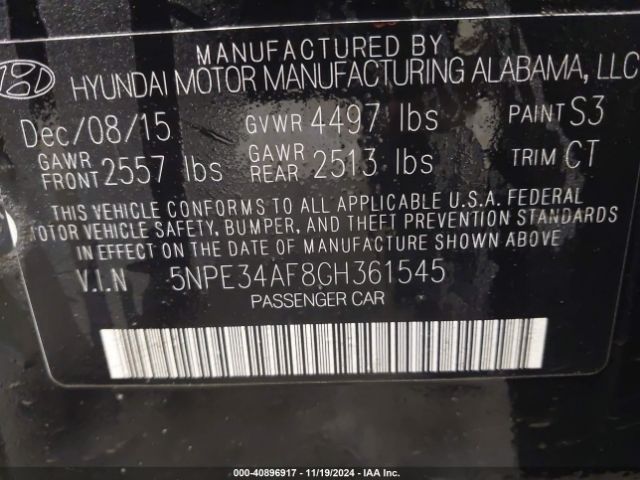 MANUFACTURED BY
HYUNDAI MOTOR MANUFACTURING ALABAMA, LLC
Dec/08/15 GVWR 4497 lbs PAINT S3
GAWR FRONT 2557 lbs GAWR REAR 2513 lbs TRIM CT
THIS VEHICLE CONFORMS TO ALL APPLICABLE U.S.A. FEDERAL
MOTOR VEHICLE SAFETY, BUMPER, AND THEFT PREVENTION STANDARDS
IN EFFECT ON THE DATE OF MANUFACTURE SHOWN ABOVE.
V.I.N 5NPE34AF8GH361545
PASSENGER CAR
000-40896917 - 11/19/2024 - IAA Inc.